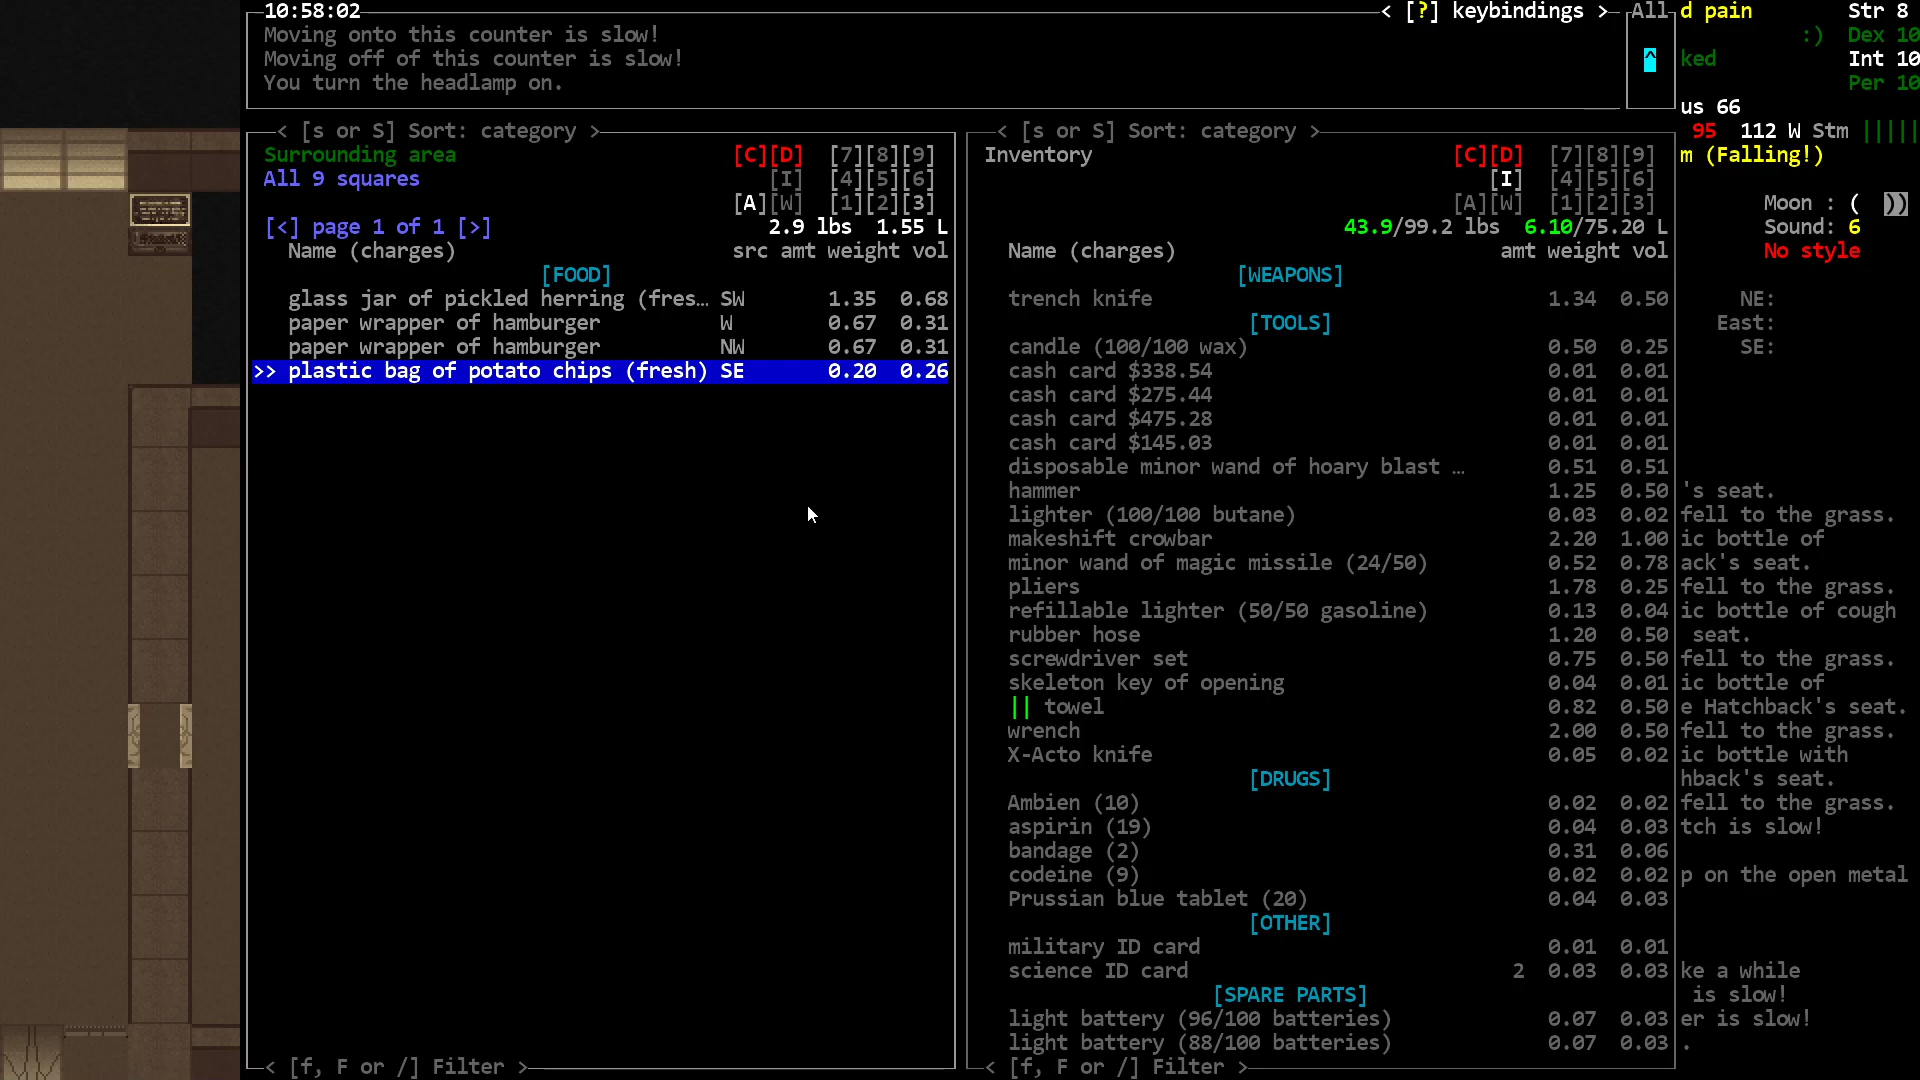 10:58:02 < [?] keybindings > All d pain Str 8
Moving onto this counter is slow! :) Dex 10
Moving off of this counter is slow! ^ ked Int 10
You turn the headlamp on. Per 10
us 66
< [s or S] Sort: category > < [s or S] Sort: category > 95 112 W Stm |||||
Surrounding area [C][D] [7][8][9] Inventory [C][D] [7][8][9] m (Falling!)
All 9 squares [I] [4][5][6] [I] [4][5][6]
[A][W] [1][2][3] [A][W] [1][2][3] Moon : ( ))
[<] page 1 of 1 [>] 2.9 lbs 1.55 L 43.9/99.2 lbs 6.10/75.20 L Sound: 6
Name (charges) src amt weight vol Name (charges) amt weight vol No style
[FOOD] [WEAPONS]
glass jar of pickled herring (fres… SW 1.35 0.68 trench knife 1.34 0.50 NE:
paper wrapper of hamburger W 0.67 0.31 [TOOLS] East:
paper wrapper of hamburger NW 0.67 0.31 candle (100/100 wax) 0.50 0.25 SE:
>> plastic bag of potato chips (fresh) SE 0.20 0.26 cash card $338.54 0.01 0.01
cash card $275.44 0.01 0.01
cash card $475.28 0.01 0.01
cash card $145.03 0.01 0.01
disposable minor wand of hoary blast … 0.51 0.51
hammer 1.25 0.50 's seat.
lighter (100/100 butane) 0.03 0.02 fell to the grass.
makeshift crowbar 2.20 1.00 ic bottle of
minor wand of magic missile (24/50) 0.52 0.78 ack's seat.
pliers 1.78 0.25 fell to the grass.
refillable lighter (50/50 gasoline) 0.13 0.04 ic bottle of cough
rubber hose 1.20 0.50 seat.
screwdriver set 0.75 0.50 fell to the grass.
skeleton key of opening 0.04 0.01 ic bottle of
|| towel 0.82 0.50 e Hatchback's seat.
wrench 2.00 0.50 fell to the grass.
X-Acto knife 0.05 0.02 ic bottle with
[DRUGS] hback's seat.
Ambien (10) 0.02 0.02 fell to the grass.
aspirin (19) 0.04 0.03 tch is slow!
bandage (2) 0.31 0.06
codeine (9) 0.02 0.02 p on the open metal
Prussian blue tablet (20) 0.04 0.03
[OTHER]
military ID card 0.01 0.01
science ID card 2 0.03 0.03 ke a while
[SPARE PARTS] is slow!
light battery (96/100 batteries) 0.07 0.03 er is slow!
light battery (88/100 batteries) 0.07 0.03 .
< [f, F or /] Filter > < [f, F or /] Filter >